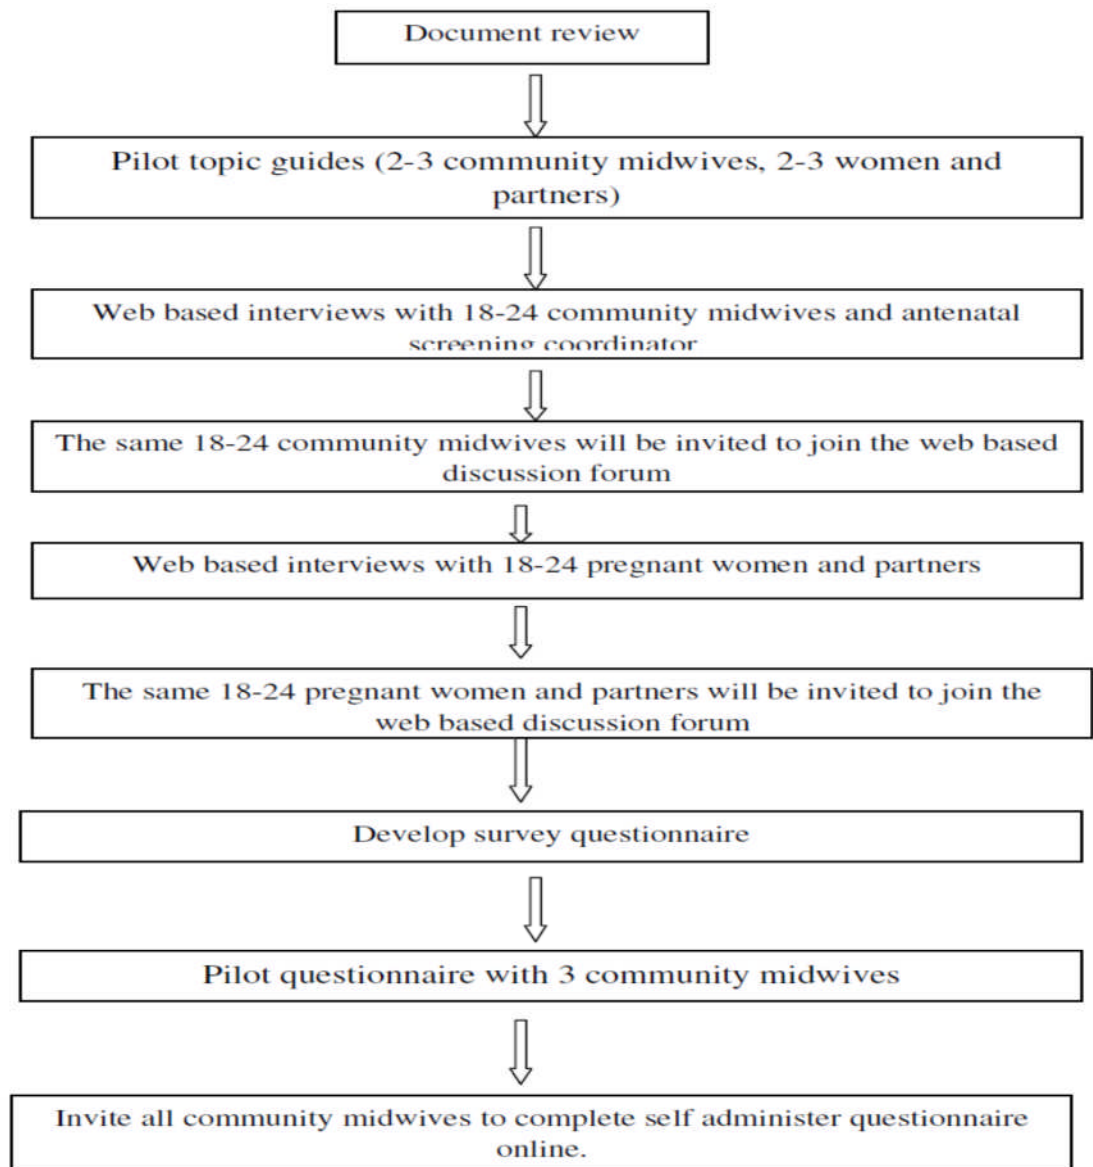 Document review
Pilot topic guides (2-3 community midwives, 2-3 women and
partners)
Web based interviews with 18-24 community midwives and antenatal
screening coordinator
The same 18-24 community midwives will be invited to join the web based
discussion forum
Web based interviews with 18-24 pregnant women and partners
The same 18-24 pregnant women and partners will be invited to join the
web based discussion forum
Develop survey questionnaire
Pilot questionnaire with 3 community midwives
Invite all community midwives to complete self administer questionnaire
online.